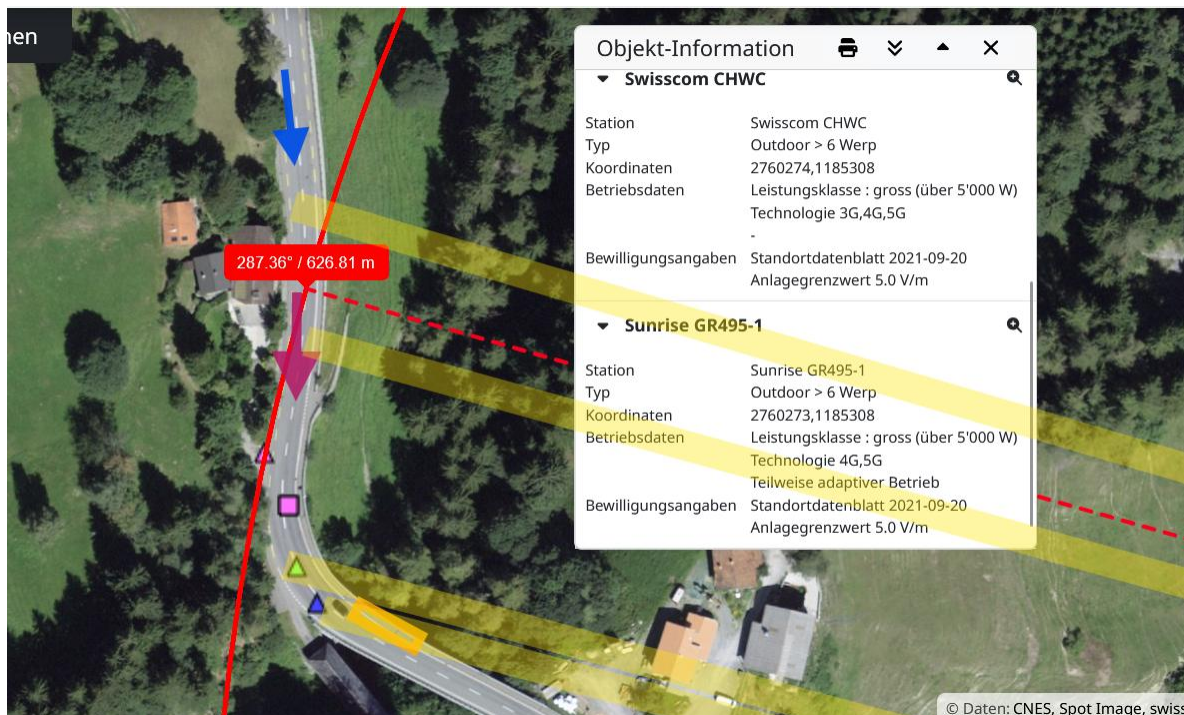 nen
Objekt-Information
Swisscom CHWC
Station Swisscom CHWC
Typ Outdoor > 6 Werp
Koordinaten 2760274,1185308
Betriebsdaten Leistungsklasse : gross (über 5'000 W)
Technologie 3G,4G,5G
-
Bewilligungsangaben Standortdatenblatt 2021-09-20
Anlagegrenzwert 5.0 V/m
287.36° / 626.81 m
Sunrise GR495-1
Station Sunrise GR495-1
Typ Outdoor > 6 Werp
Koordinaten 2760273,1185308
Betriebsdaten Leistungsklasse : gross (über 5'000 W)
Technologie 4G,5G
Teilweise adaptiver Betrieb
Bewilligungsangaben Standortdatenblatt 2021-09-20
Anlagegrenzwert 5.0 V/m
© Daten: CNES, Spot Image, swiss